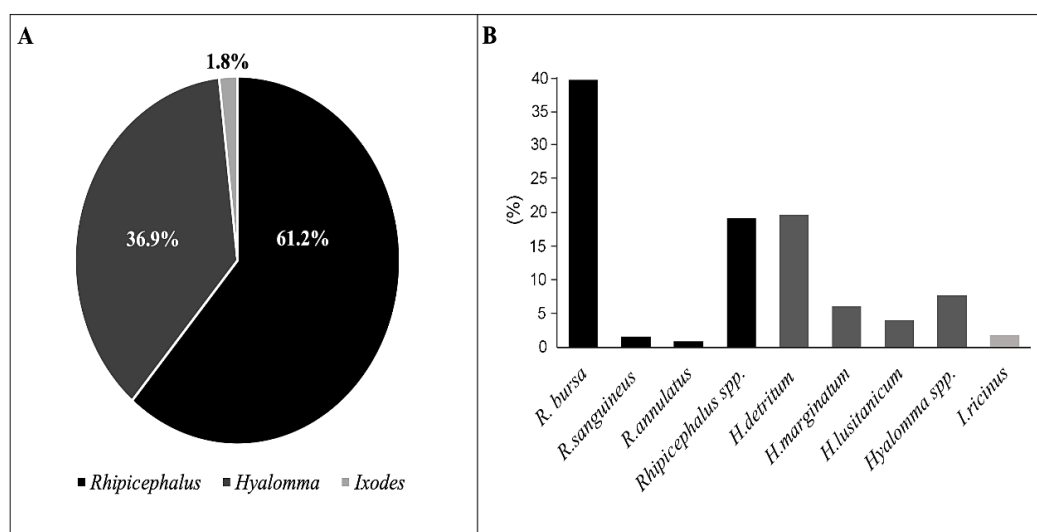 A
1.8%
36.9%
61.2%
Rhipicephalus Hyalomma Ixodes
B
40
35
30
25
20
15
10
5
0
(%)
R. bursa
R.sanguineus
R.annulatus
Rhipicephalus spp.
H.detritum
H.marginatum
H.lusitanicum
Hyalomma spp.
I.ricinus